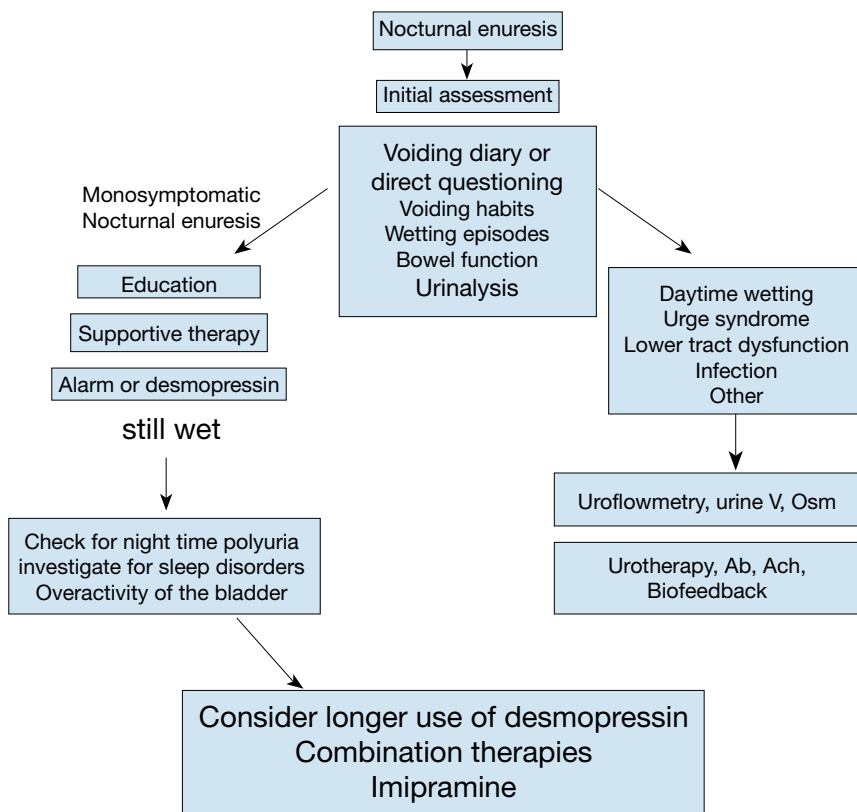 Nocturnal enuresis
Initial assessment
Voiding diary or
direct questioning
Voiding habits
Wetting episodes
Bowel function
Urinalysis
Monosymptomatic
Nocturnal enuresis
Education
Supportive therapy
Alarm or desmopressin
still wet
Check for night time polyuria
investigate for sleep disorders
Overactivity of the bladder
Daytime wetting
Urge syndrome
Lower tract dysfunction
Infection
Other
Uroflowmetry, urine V, Osm
Urotherapy, Ab, Ach,
Biofeedback
Consider longer use of desmopressin
Combination therapies
Imipramine